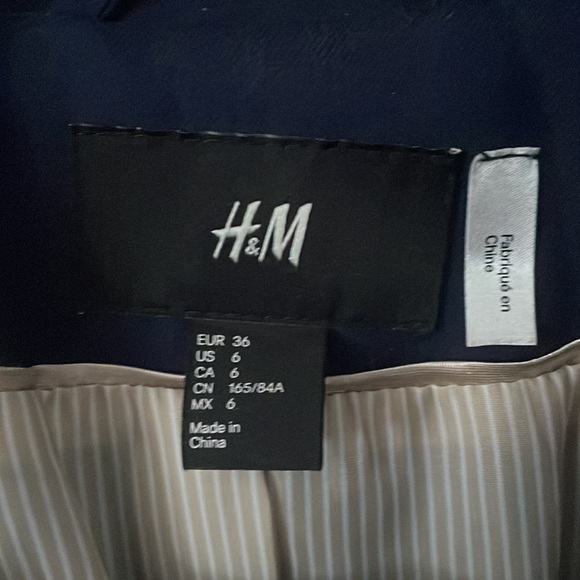 H&M
EUR 36
US 6
CA 6
CN 165/84A
MX 6
Made in
China
Fabriqué en
Chine